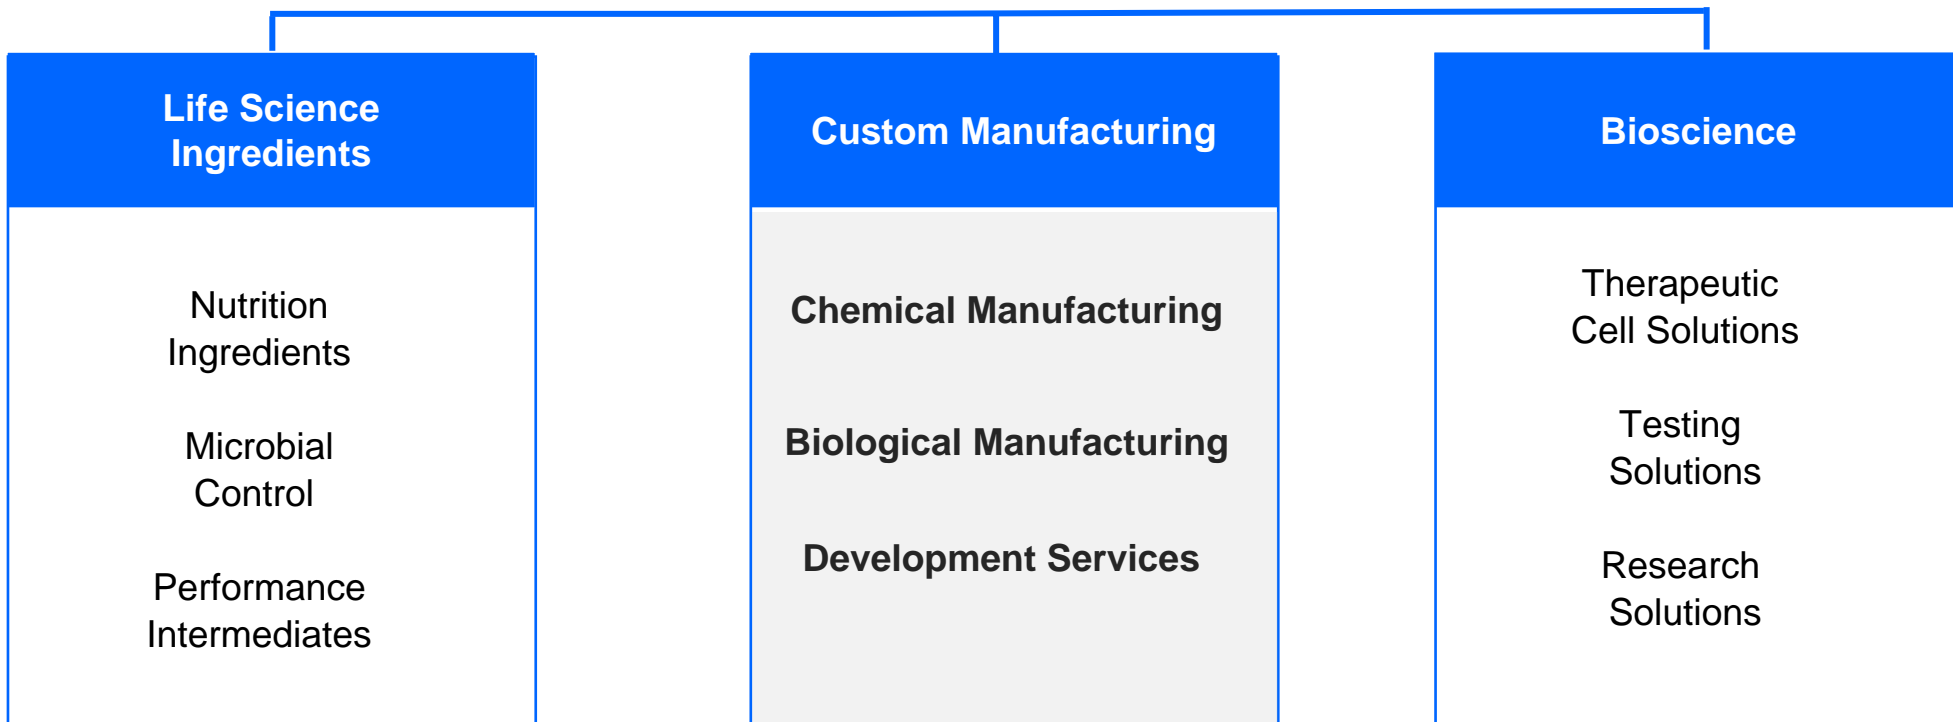 Life Science
Ingredients
Nutrition
Ingredients
Microbial
Control
Performance
Intermediates
Custom Manufacturing
Chemical Manufacturing
Biological Manufacturing
Development Services
Bioscience
Therapeutic
Cell Solutions
Testing
Solutions
Research
Solutions